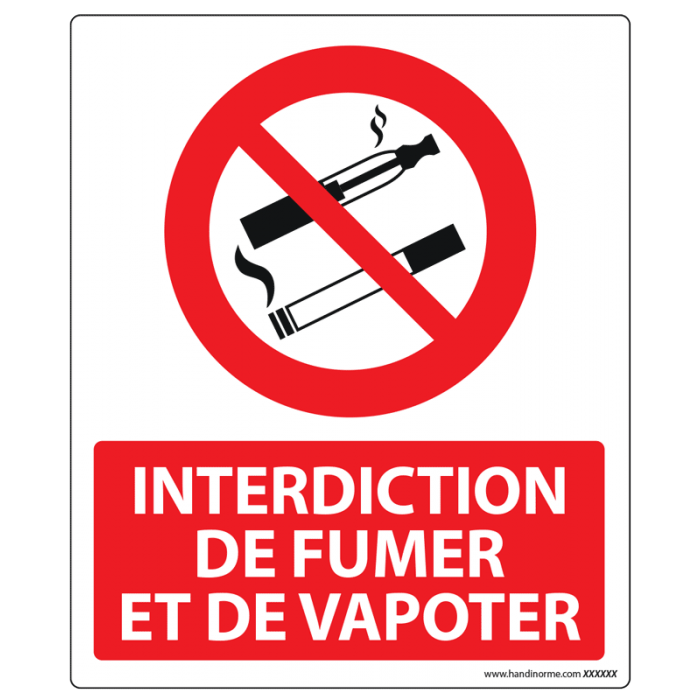 INTERDICTION
DE FUMER
ET DE VAPOTER
www.handinorme.com XXXXXX